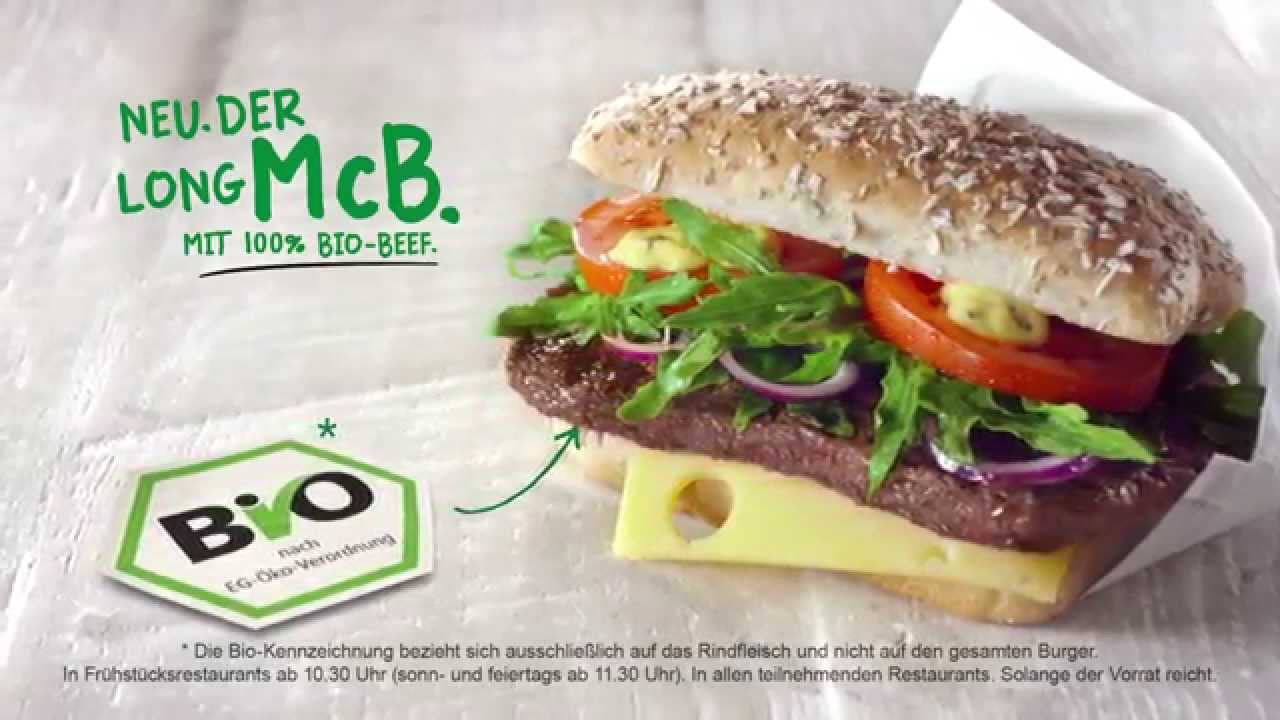 NEU. DER
LONG McB.
MIT 100% BIO-BEEF.
*
BIO
nach
EG-Öko-Verordnung
* Die Bio-Kennzeichnung bezieht sich ausschließlich auf das Rindfleisch und nicht auf den gesamten Burger.
In Frühstücksrestaurants ab 10.30 Uhr (sonn- und feiertags ab 11.30 Uhr). In allen teilnehmenden Restaurants. Solange der Vorrat reicht.